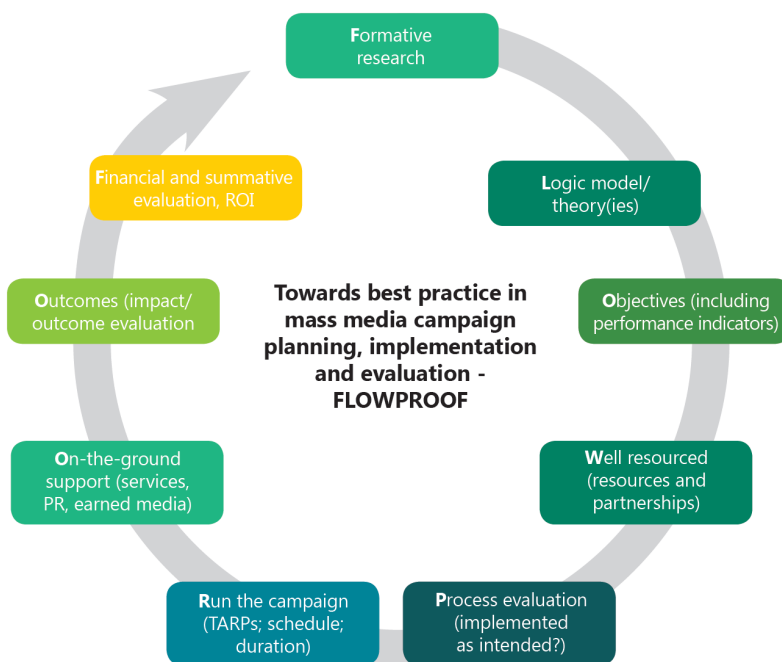 Formative
research
Logic model/
theory(ies)
Objectives (including
performance indicators)
Well resourced
(resources and
partnerships)
Process evaluation
(implemented
as intended?)
Run the campaign
(TARPs; schedule;
duration)
On-the-ground
support (services,
PR, earned media)
Outcomes (impact/
outcome evaluation
Financial and summative
evaluation, ROI
Towards best practice in
mass media campaign
planning, implementation
and evaluation -
FLOWPROOF